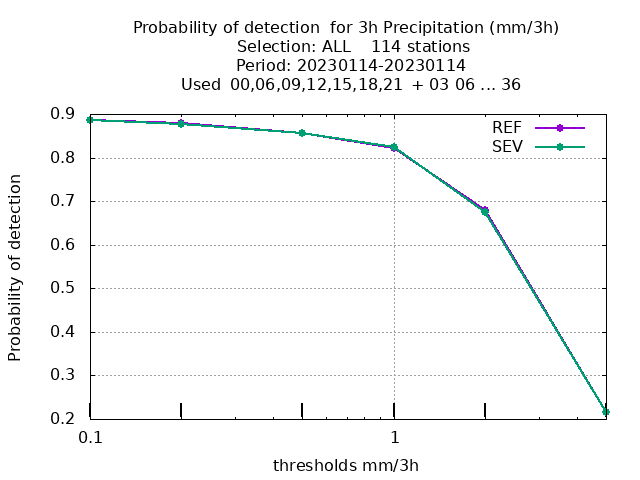 Probability of detection  for 3h Precipitation (mm/3h)
Selection: ALL    114 stations
Period: 20230114-20230114
Used  00,06,09,12,15,18,21  + 03 06 ... 36
REF
SEV
0.9
0.8
0.7
0.6
0.5
0.4
0.3
0.2
Probability of detection
0.1 1
thresholds mm/3h